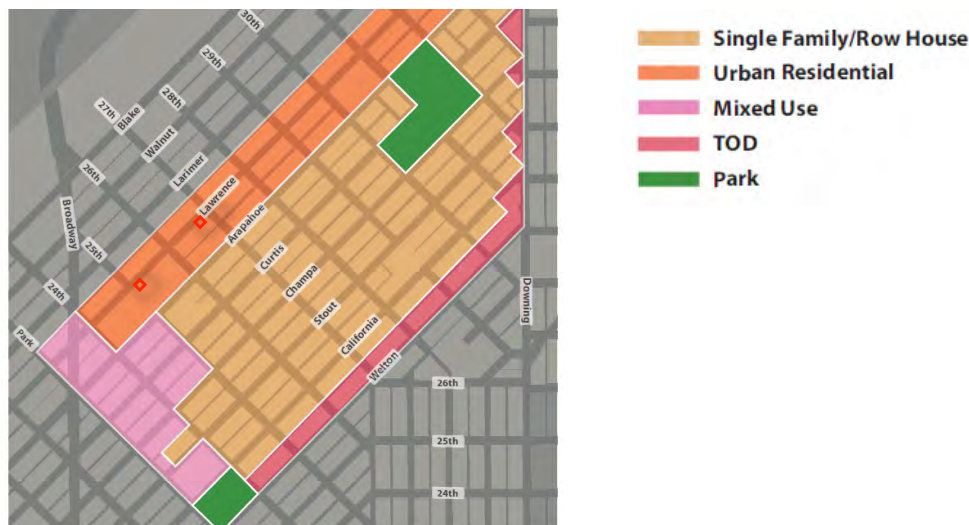 30th
29th
28th
27th
Blake
Walnut
26th
Larimer
Lawrence
Broadway
Arapahoe
25th
Curtis
Champa
24th
Stout
Downing
Park
California
Welton
26th
25th
24th
Single Family/Row House
Urban Residential
Mixed Use
TOD
Park